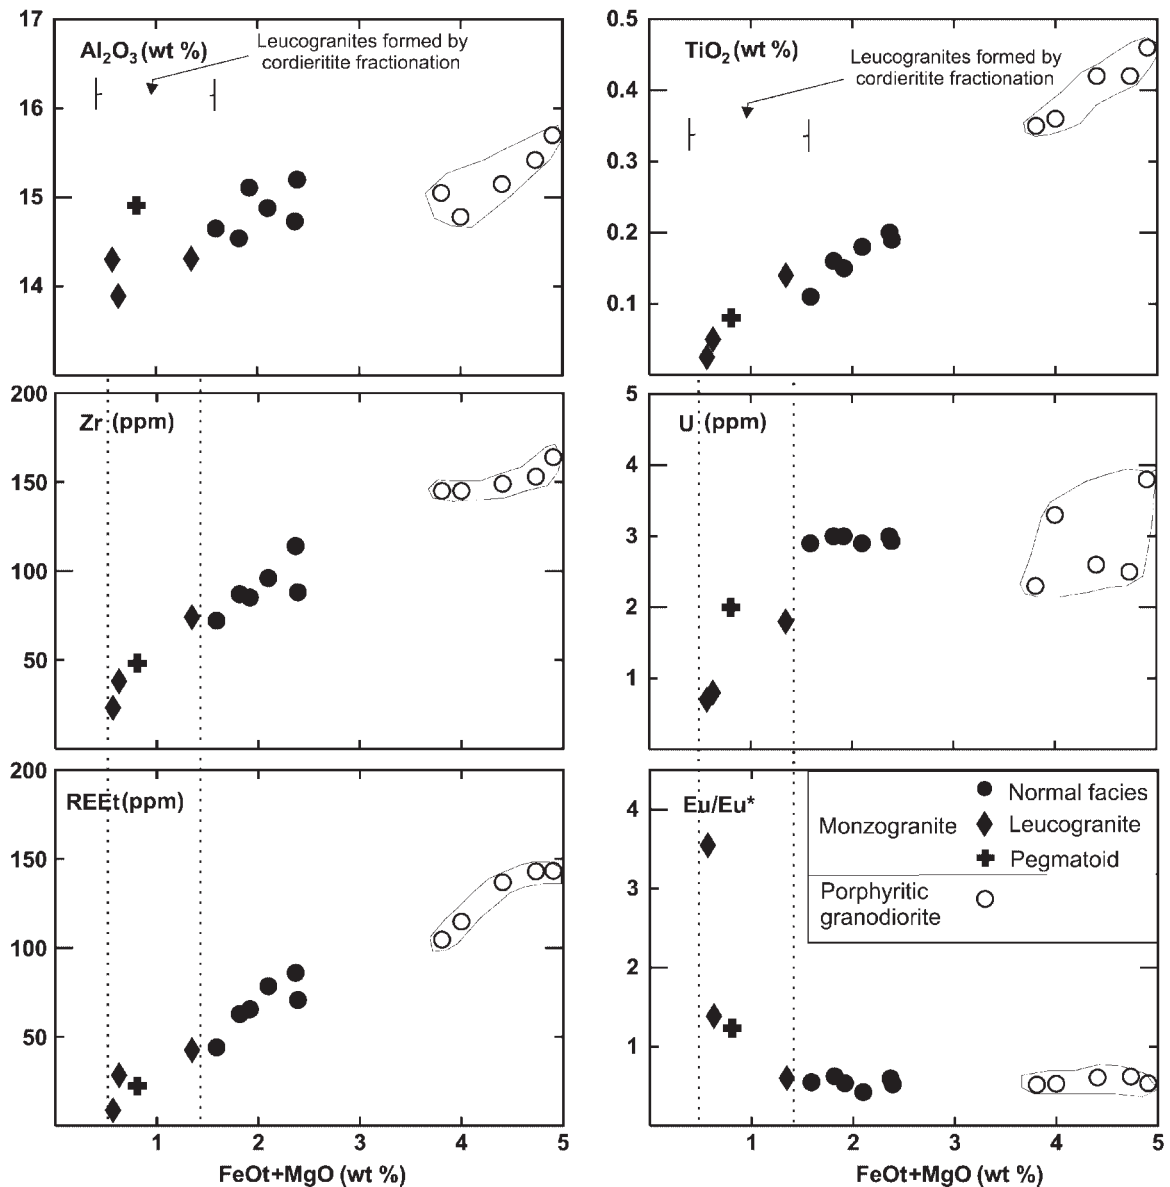 17
16
15
14
Al₂O₃ (wt %)
Leucogranites formed by
cordieritite fractionation
0.5
0.4
0.3
0.2
0.1
TiO₂ (wt %)
Leucogranites formed by
cordieritite fractionation
200
150
100
50
Zr (ppm)
5
4
3
2
1
U (ppm)
200
150
100
50
REEt (ppm)
1
2
3
4
5
FeOt+MgO (wt %)
4
3
2
1
Eu/Eu*
Monzogranite
Normal facies
Leucogranite
Pegmatoid
Porphyritic
granodiorite
1
2
3
4
5
FeOt+MgO (wt %)